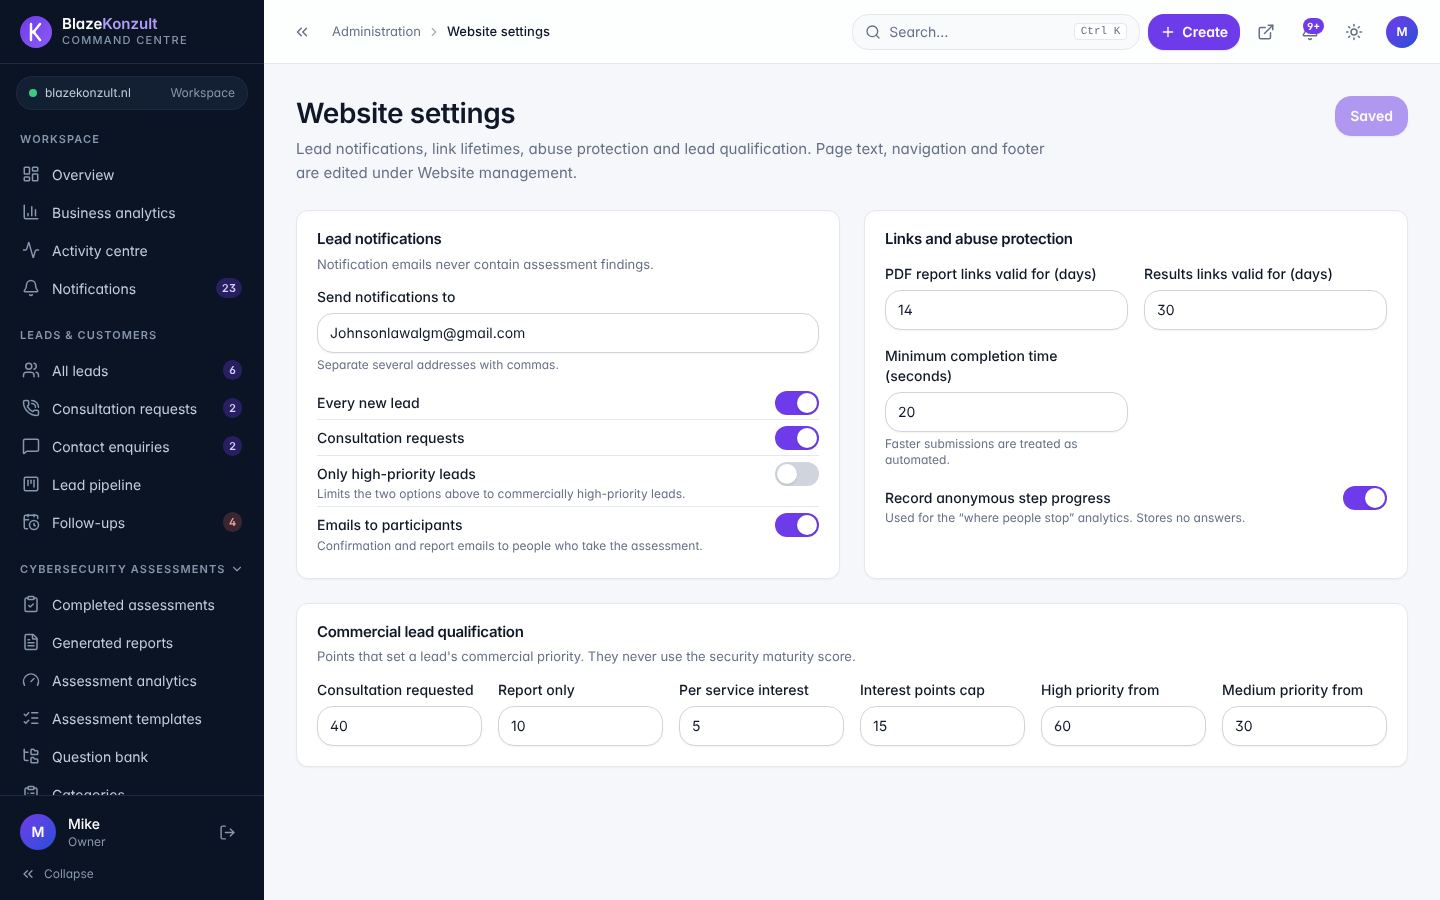 BlazeKonzult
COMMAND CENTRE
blazekonzult.nl Workspace
WORKSPACE
Overview
Business analytics
Activity centre
Notifications 23
LEADS & CUSTOMERS
All leads 6
Consultation requests 2
Contact enquiries 2
Lead pipeline
Follow-ups 4
CYBERSECURITY ASSESSMENTS
Completed assessments
Generated reports
Assessment analytics
Assessment templates
Question bank
Categories
M
Mike
Owner
Collapse
Administration Website settings
Search... Ctrl K
Create
9+
M
Website settings
Saved
Lead notifications, link lifetimes, abuse protection and lead qualification. Page text, navigation and footer
are edited under Website management.
Lead notifications
Notification emails never contain assessment findings.
Send notifications to
Johnsonlawalgm@gmail.com
Separate several addresses with commas.
Every new lead
Consultation requests
Only high-priority leads
Limits the two options above to commercially high-priority leads.
Emails to participants
Confirmation and report emails to people who take the assessment.
Links and abuse protection
PDF report links valid for (days) Results links valid for (days)
14 30
Minimum completion time
(seconds)
20
Faster submissions are treated as
automated.
Record anonymous step progress
Used for the “where people stop” analytics. Stores no answers.
Commercial lead qualification
Points that set a lead's commercial priority. They never use the security maturity score.
Consultation requested Report only Per service interest Interest points cap High priority from Medium priority from
40 10 5 15 60 30